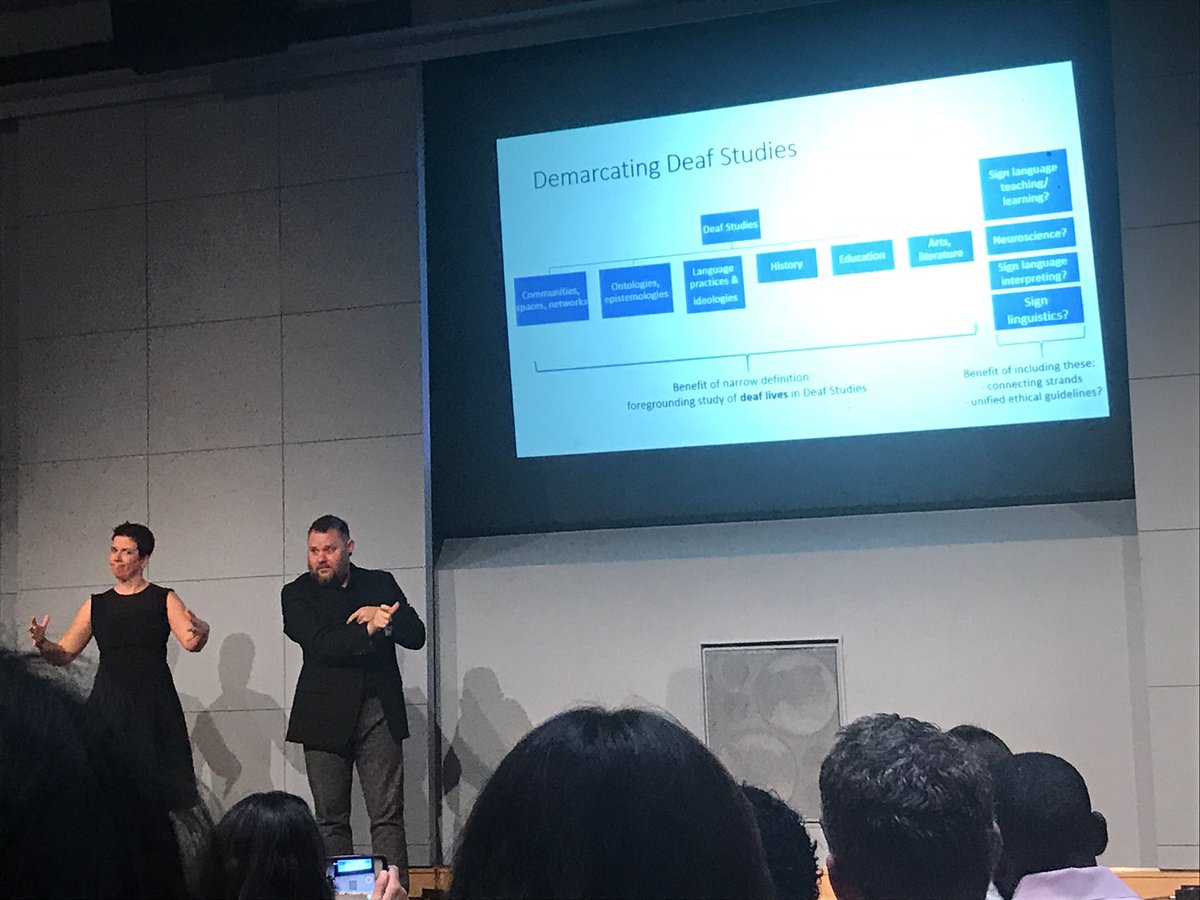 Demarcating Deaf Studies
Deaf Studies
Communities,
spaces, networks
Ontologies,
epistemologies
Language
practices &
ideologies
History
Education
Arts,
literature
Sign language
teaching/
learning?
Neuroscience?
Sign language
interpreting?
Sign
linguistics?
Benefit of narrow definition
foregrounding study of deaf lives in Deaf Studies
Benefit of including these:
- connecting strands
- unified ethical guidelines?